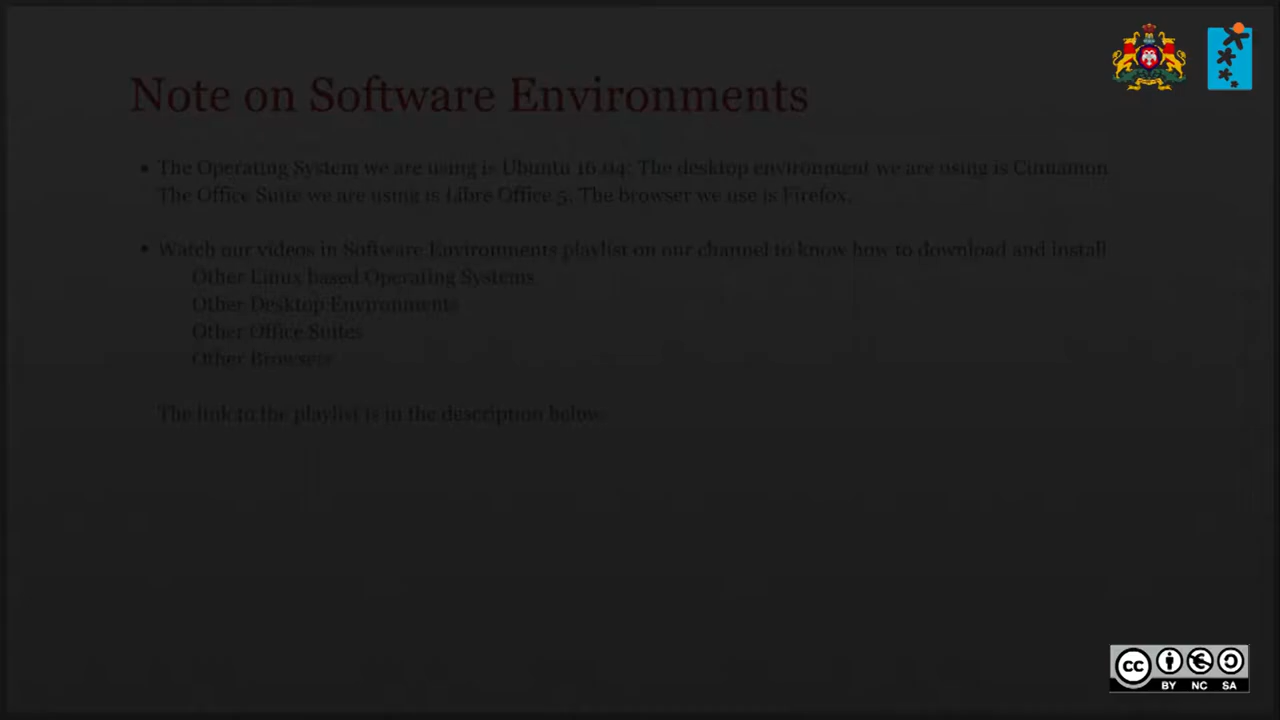 Note on Software Environments
• The Operating System we are using is Ubuntu 16.04; The desktop environment we are using is Cinnamon
The Office Suite we are using is Libre Office 5; The browser we use is Firefox.
• Watch our videos in Software Environments playlist on our channel to know how to download and install
Other Linux based Operating Systems
Other Desktop Environments
Other Office Suites
Other Browsers
The link to the playlist is in the description below.
cc
BY NC SA